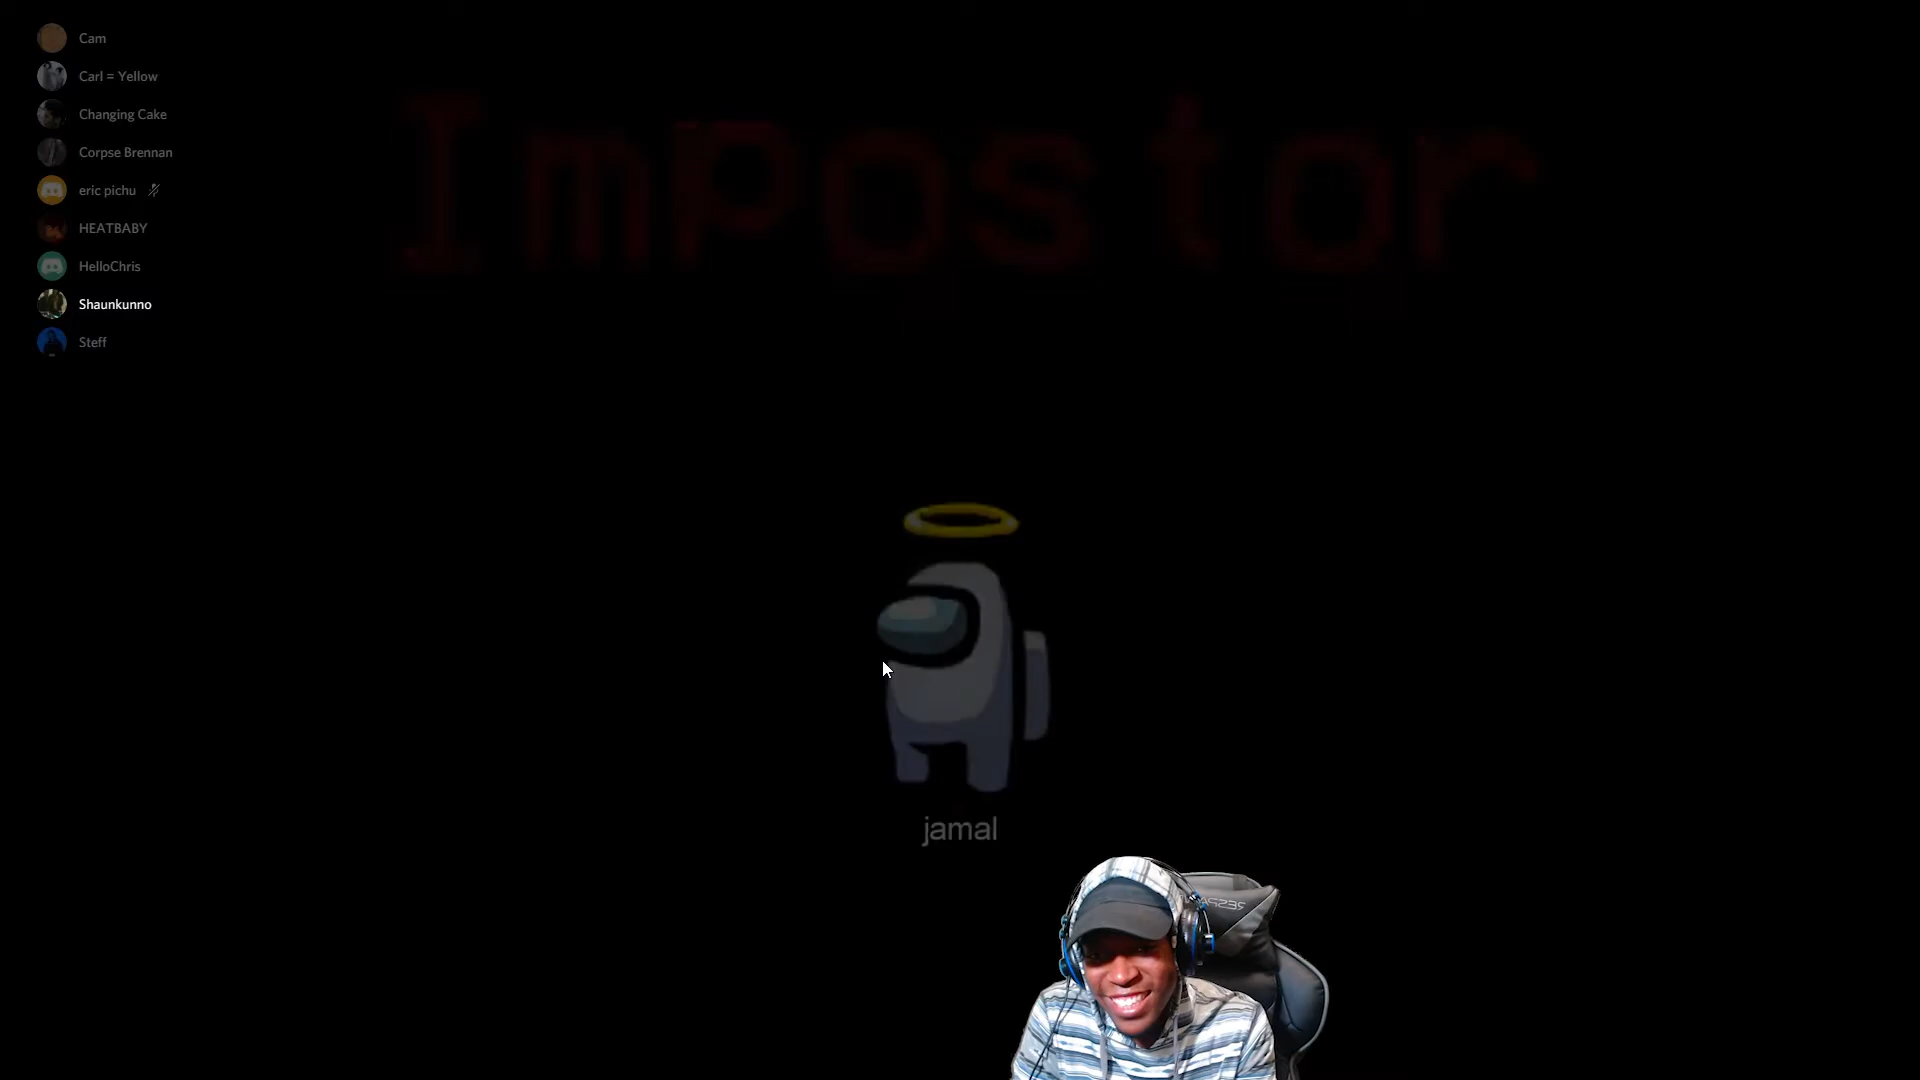 Cam
Carl = Yellow
Changing Cake
Corpse Brennan
eric pichu
HEATBABY
HelloChris
Shaunkunno
Steff
Impostor
jamal